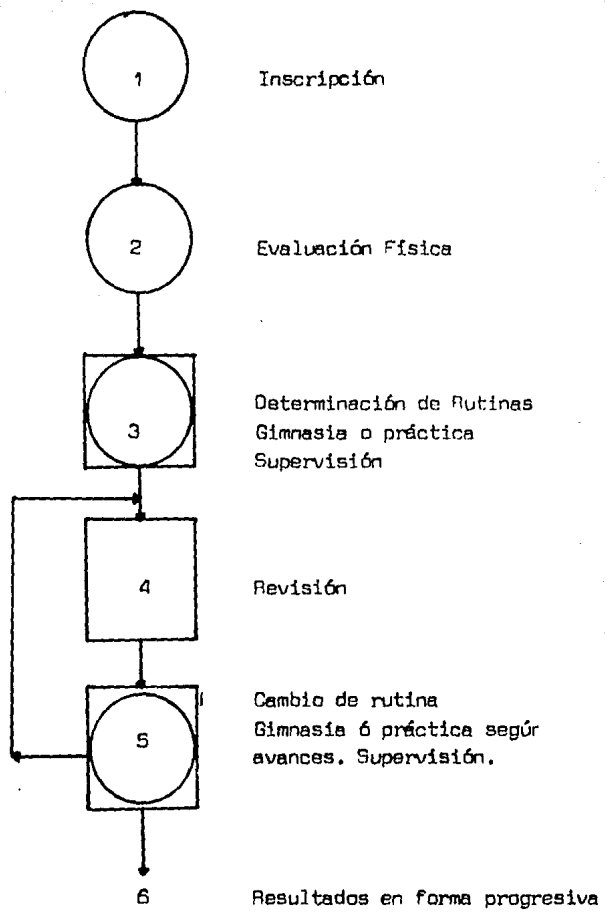 1 Inscripción
2 Evaluación Física
Determinación de Rutinas
3 Gimnasia o práctica
Supervisión
4 Revisión
Cambio de rutina
5 Gimnasia ó práctica segúr
avances. Supervisión.
6 Resultados en forma progresiva